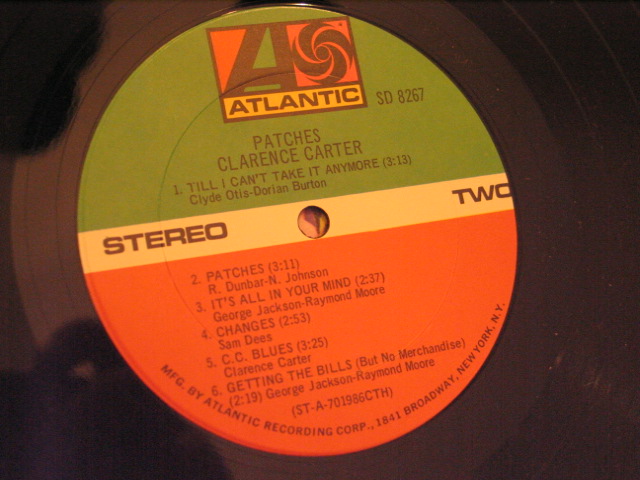 A
ATLANTIC
SD 8267
PATCHES
CLARENCE CARTER
1. TILL I CAN'T TAKE IT ANYMORE (3:13)
Clyde Otis-Dorian Burton
STEREO
TWO
2. PATCHES (3:11)
R. Dunbar-N. Johnson
3. IT'S ALL IN YOUR MIND (2:37)
George Jackson-Raymond Moore
4. CHANGES (2:53)
Sam Dees
5. C.C. BLUES (3:25)
Clarence Carter
6. GETTING THE BILLS (But No Merchandise)
(2:19) George Jackson-Raymond Moore
(ST-A-701986CTH)
MFG. BY ATLANTIC RECORDING CORP., 1841 BROADWAY, NEW YORK, N.Y.